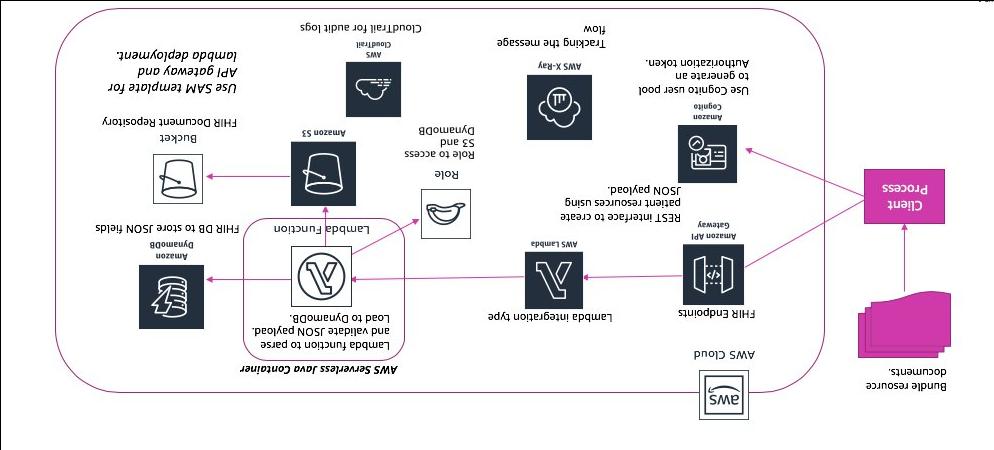 aws
AWS Cloud
Bundle resource
documents.
AWS Serverless Java Container
Lambda function to parse
and validate JSON payload.
Load to DynamoDB.
FHIR Endpoints
Amazon API
Gateway
REST interface to create
patient resources using
JSON payload.
Lambda integration type
AWS Lambda
Lambda Function
Amazon
DynamoDB
FHIR DB to store JSON fields
Client
Process
Role
Role to access
S3 and
DynamoDB
Amazon S3
Bucket
FHIR Document Repository
Amazon
Cognito
Use Cognito user pool
to generate an
Authorization token.
AWS X-Ray
Tracking the message
flow
AWS
CloudTrail
CloudTrail for audit logs
Use SAM template for
API gateway and
lambda deployment.